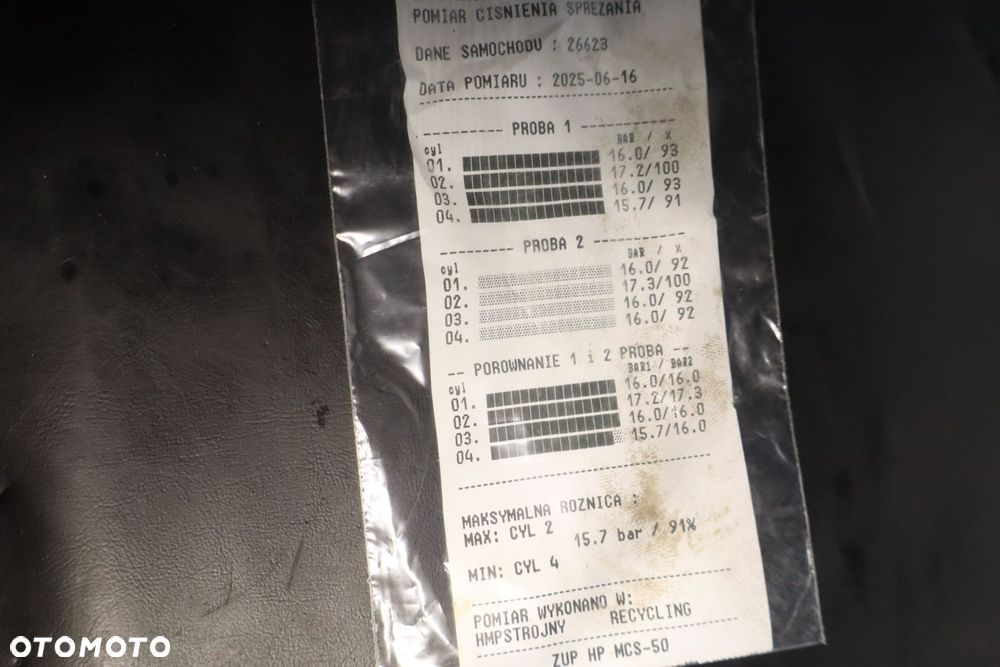 POMIAR CISNIENIA SPREZANIA
DANE SAMOCHODU : 26623
DATA POMIARU : 2025-06-16
PROBA 1
cyl BAR / %
01. 16.0/ 93
02. 17.2/100
03. 16.0/ 93
04. 15.7/ 91
PROBA 2
cyl BAR / %
01. 16.0/ 92
02. 17.3/100
03. 16.0/ 92
04. 16.0/ 92
-- POROWNANIE 1 i 2 PROBA --
cyl BAR1 / BAR2
01. 16.0/16.0
02. 17.2/17.3
03. 16.0/16.0
04. 15.7/16.0
MAKSYMALNA ROZNICA :
MAX: CYL 2
15.7 bar / 91%
MIN: CYL 4
POMIAR WYKONANO W:
HMPSTROJNY RECYCLING
ZUP HP MCS-50
OTOMOTO